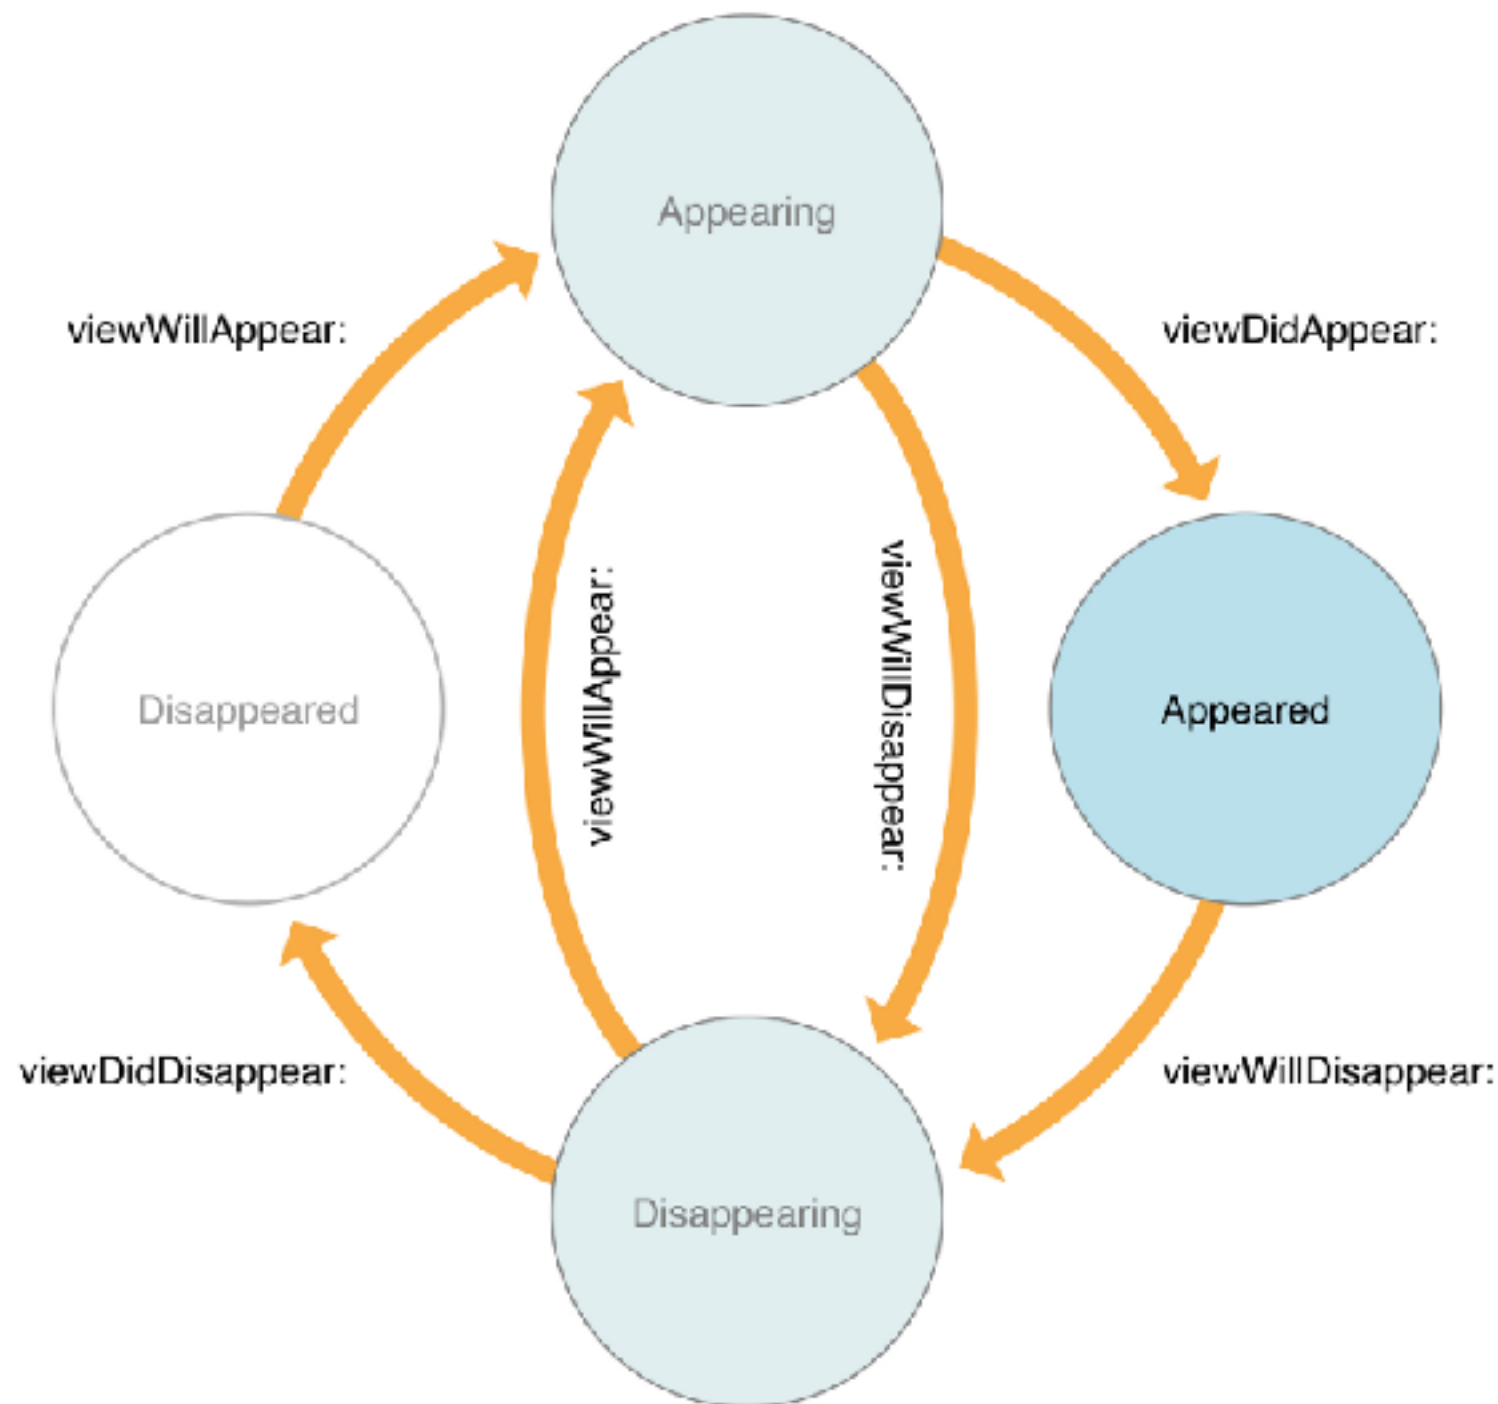 Appearing
viewWillAppear:
viewDidAppear:
viewWillAppear:
viewWillDisappear:
Disappeared
Appeared
viewDidDisappear:
viewWillDisappear:
Disappearing